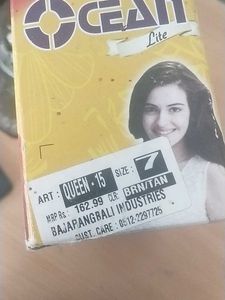 OCEAN
Lite
ART : QUEEN - 15 SIZE : 7
MRP Rs : 162.99 CLR : BRN/TAN
BAJAPANGBALI INDUSTRIES
CUST. CARE : 0512-2297725